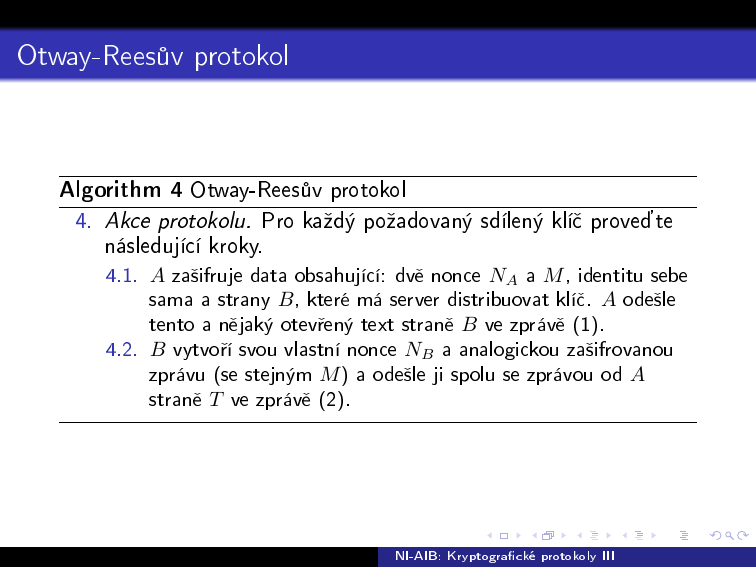 Otway-Reesův protokol
Algorithm 4 Otway-Reesův protokol
4. Akce protokolu. Pro každý požadovaný sdílený klíč proveďte
následující kroky.
4.1. A zašifruje data obsahující: dvě nonce N_A a M, identitu sebe
sama a strany B, které má server distribuovat klíč. A odešle
tento a nějaký otevřený text straně B ve zprávě (1).
4.2. B vytvoří svou vlastní nonce N_B a analogickou zašifrovanou
zprávu (se stejným M) a odešle ji spolu se zprávou od A
straně T ve zprávě (2).
NI-AIB: Kryptografické protokoly III